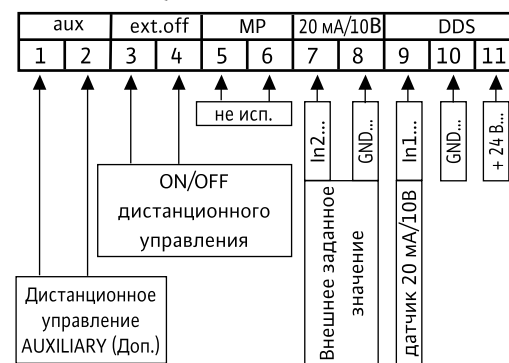 aux ext.off MP 20 мА/10В DDS
1 2 3 4 5 6 7 8 9 10 11
не исп.
In2...
GND...
In1...
GND...
+ 24 В...
ON/OFF
дистанционного
управления
Внешнее заданное
значение
датчик 20 мА/10В
Дистанционное
управление
AUXILIARY (Доп.)